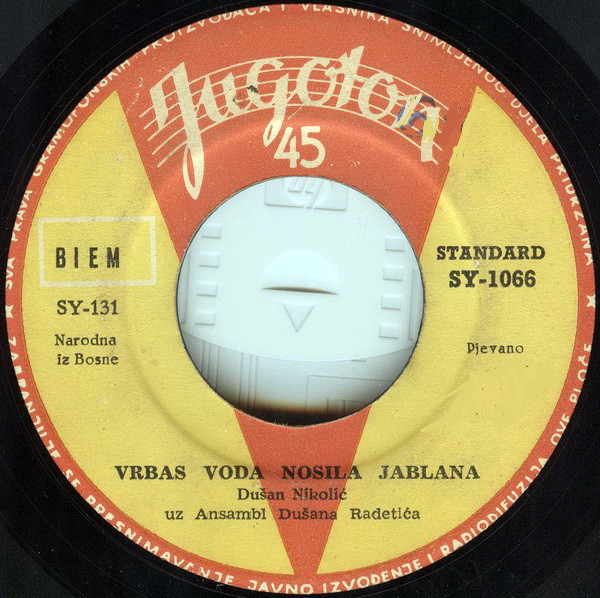 SVA PRAVA GRAMOFONSKIH PROIZVOĐAČA I VLASNIKA SNIMLJENOG DJELA PRIDRŽANA
Jugoton
45
BIEM
SY-131
Narodna
iz Bosne
STANDARD
SY-1066
Pjevano
VRBAS VODA NOSILA JABLANA
Dušan Nikolić
uz Ansambl Dušana Radetića
ZABRANJUJE SE PRESNIMAVANJE, JAVNO IZVOĐENJE I RADIODIFUZIJA OVE PLOČE
hp